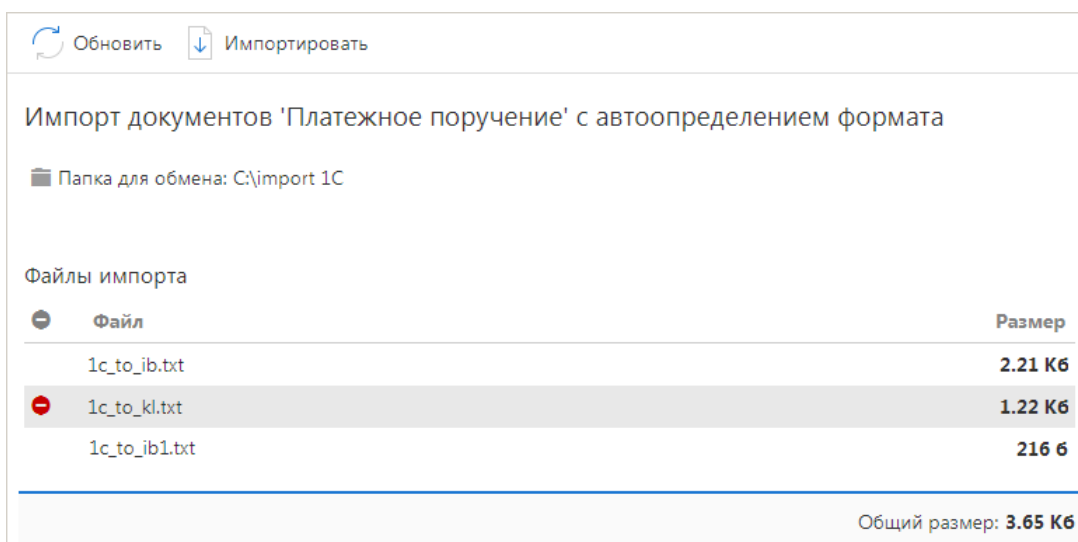 Обновить Импортировать
Импорт документов 'Платежное поручение' с автоопределением формата
Папка для обмена: C:\import 1C
Файлы импорта
Файл Размер
1c_to_ib.txt 2.21 Кб
1c_to_kl.txt 1.22 Кб
1c_to_ib1.txt 216 б
Общий размер: 3.65 Кб